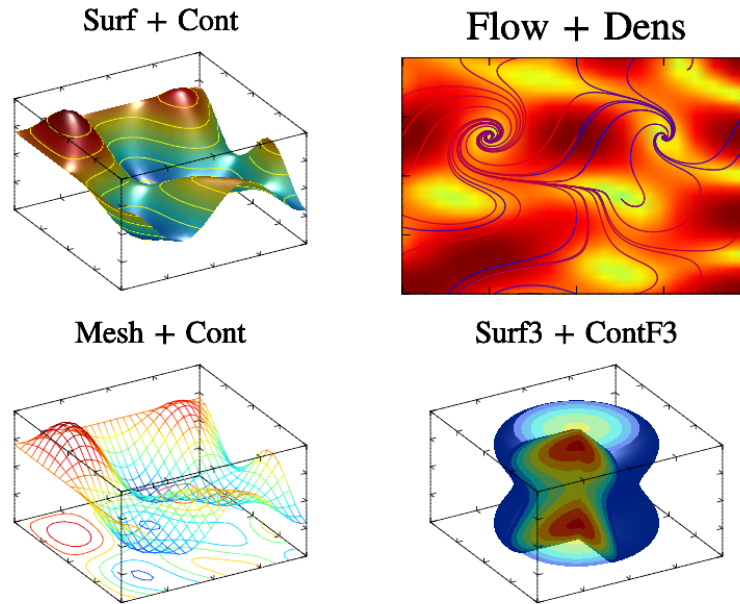 Surf + Cont
Flow + Dens
Mesh + Cont
Surf3 + ContF3